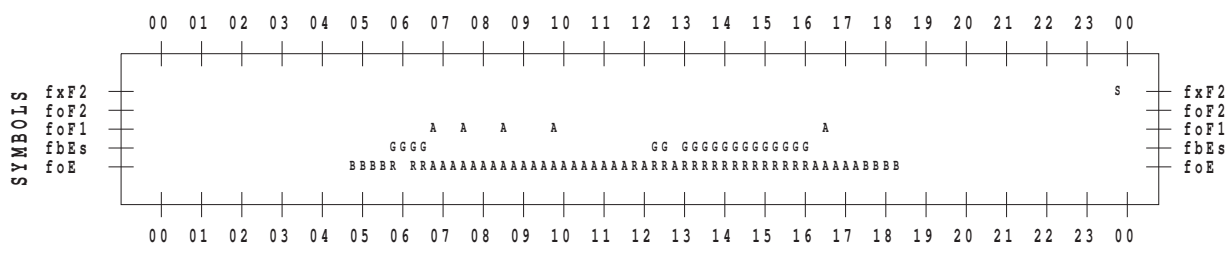 00 01 02 03 04 05 06 07 08 09 10 11 12 13 14 15 16 17 18 19 20 21 22 23 00
SYMBOLS
fxF2 S fxF2
foF2 foF2
foF1 A A A A A foF1
fbEs GGGG GG GGGGGGGGGGGGG fbEs
foE BBBBR RRAAAAAAAAAAAAAAAAAAAARARRARRRRRRRRRRRRRAAAAABBBB foE
00 01 02 03 04 05 06 07 08 09 10 11 12 13 14 15 16 17 18 19 20 21 22 23 00